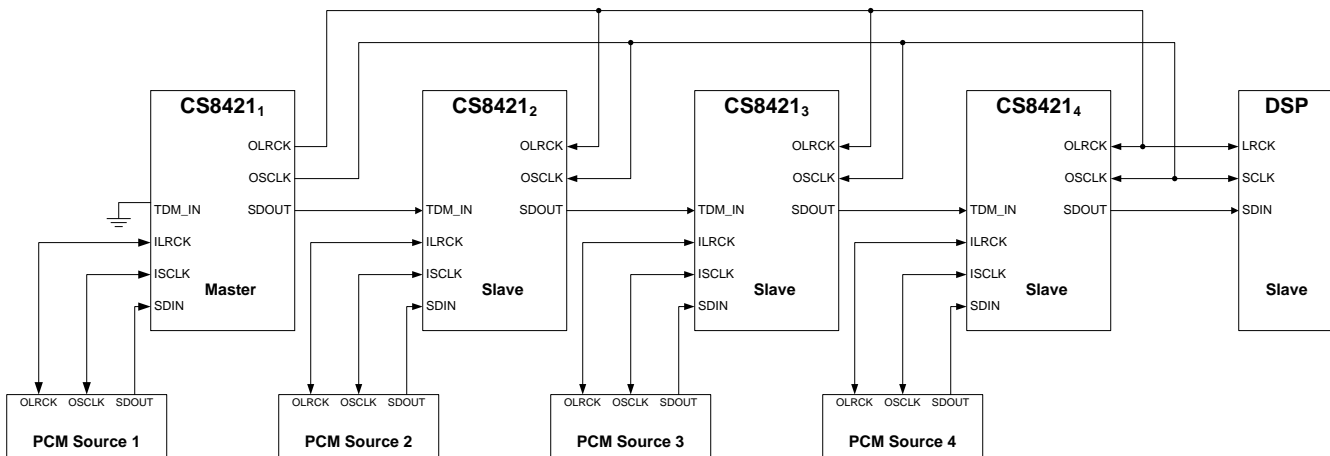 CS8421₁
OLRCK
OSCLK
TDM_IN
SDOUT
ILRCK
ISCLK
Master
SDIN
CS8421₂
OLRCK
OSCLK
TDM_IN
SDOUT
ILRCK
ISCLK
Slave
SDIN
CS8421₃
OLRCK
OSCLK
TDM_IN
SDOUT
ILRCK
ISCLK
Slave
SDIN
CS8421₄
OLRCK
OSCLK
TDM_IN
SDOUT
ILRCK
ISCLK
Slave
SDIN
DSP
LRCK
SCLK
SDIN
Slave
OLRCK OSCLK SDOUT
PCM Source 1
OLRCK OSCLK SDOUT
PCM Source 2
OLRCK OSCLK SDOUT
PCM Source 3
OLRCK OSCLK SDOUT
PCM Source 4